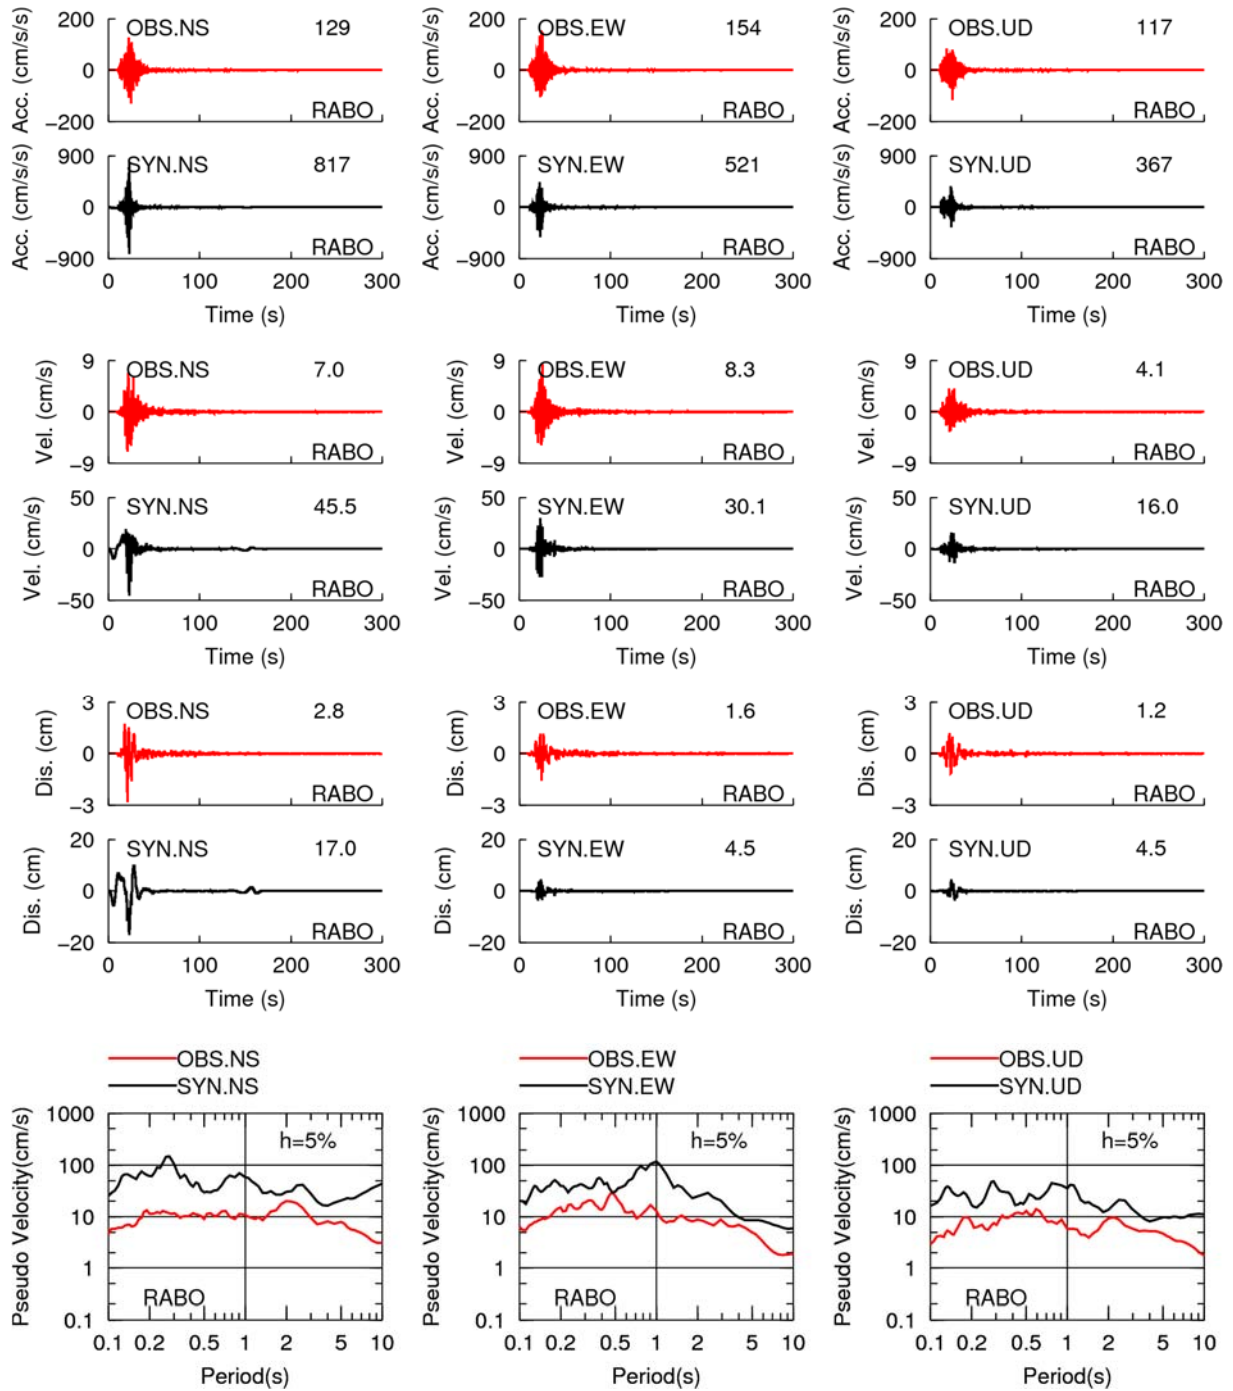 200 OBS.NS 129
0
−200 RABO
Acc. (cm/s/s)
900 SYN.NS 817
0
−900 RABO
Acc. (cm/s/s)
0 100 200 300
Time (s)
200 OBS.EW 154
0
−200 RABO
Acc. (cm/s/s)
900 SYN.EW 521
0
−900 RABO
Acc. (cm/s/s)
0 100 200 300
Time (s)
200 OBS.UD 117
0
−200 RABO
Acc. (cm/s/s)
900 SYN.UD 367
0
−900 RABO
Acc. (cm/s/s)
0 100 200 300
Time (s)
9 OBS.NS 7.0
0
−9 RABO
Vel. (cm/s)
50 SYN.NS 45.5
0
−50 RABO
Vel. (cm/s)
0 100 200 300
Time (s)
9 OBS.EW 8.3
0
−9 RABO
Vel. (cm/s)
50 SYN.EW 30.1
0
−50 RABO
Vel. (cm/s)
0 100 200 300
Time (s)
9 OBS.UD 4.1
0
−9 RABO
Vel. (cm/s)
50 SYN.UD 16.0
0
−50 RABO
Vel. (cm/s)
0 100 200 300
Time (s)
3 OBS.NS 2.8
0
−3 RABO
Dis. (cm)
20 SYN.NS 17.0
0
−20 RABO
Dis. (cm)
0 100 200 300
Time (s)
3 OBS.EW 1.6
0
−3 RABO
Dis. (cm)
20 SYN.EW 4.5
0
−20 RABO
Dis. (cm)
0 100 200 300
Time (s)
3 OBS.UD 1.2
0
−3 RABO
Dis. (cm)
20 SYN.UD 4.5
0
−20 RABO
Dis. (cm)
0 100 200 300
Time (s)
OBS.NS
SYN.NS
1000
h=5%
100
10
1
RABO
0.1
Pseudo Velocity(cm/s)
0.1 0.2 0.5 1 2 5 10
Period(s)
OBS.EW
SYN.EW
1000
h=5%
100
10
1
RABO
0.1
Pseudo Velocity(cm/s)
0.1 0.2 0.5 1 2 5 10
Period(s)
OBS.UD
SYN.UD
1000
h=5%
100
10
1
RABO
0.1
Pseudo Velocity(cm/s)
0.1 0.2 0.5 1 2 5 10
Period(s)